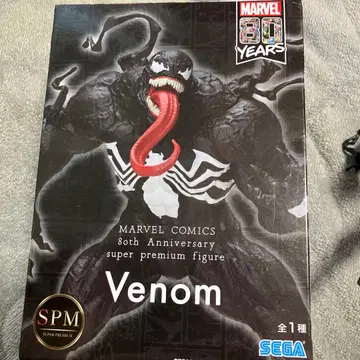 MARVEL
80
YEARS
MARVEL COMICS
80th Anniversary
super premium figure
Venom
SPM
SUPER PREMIUM
全1種
SEGA